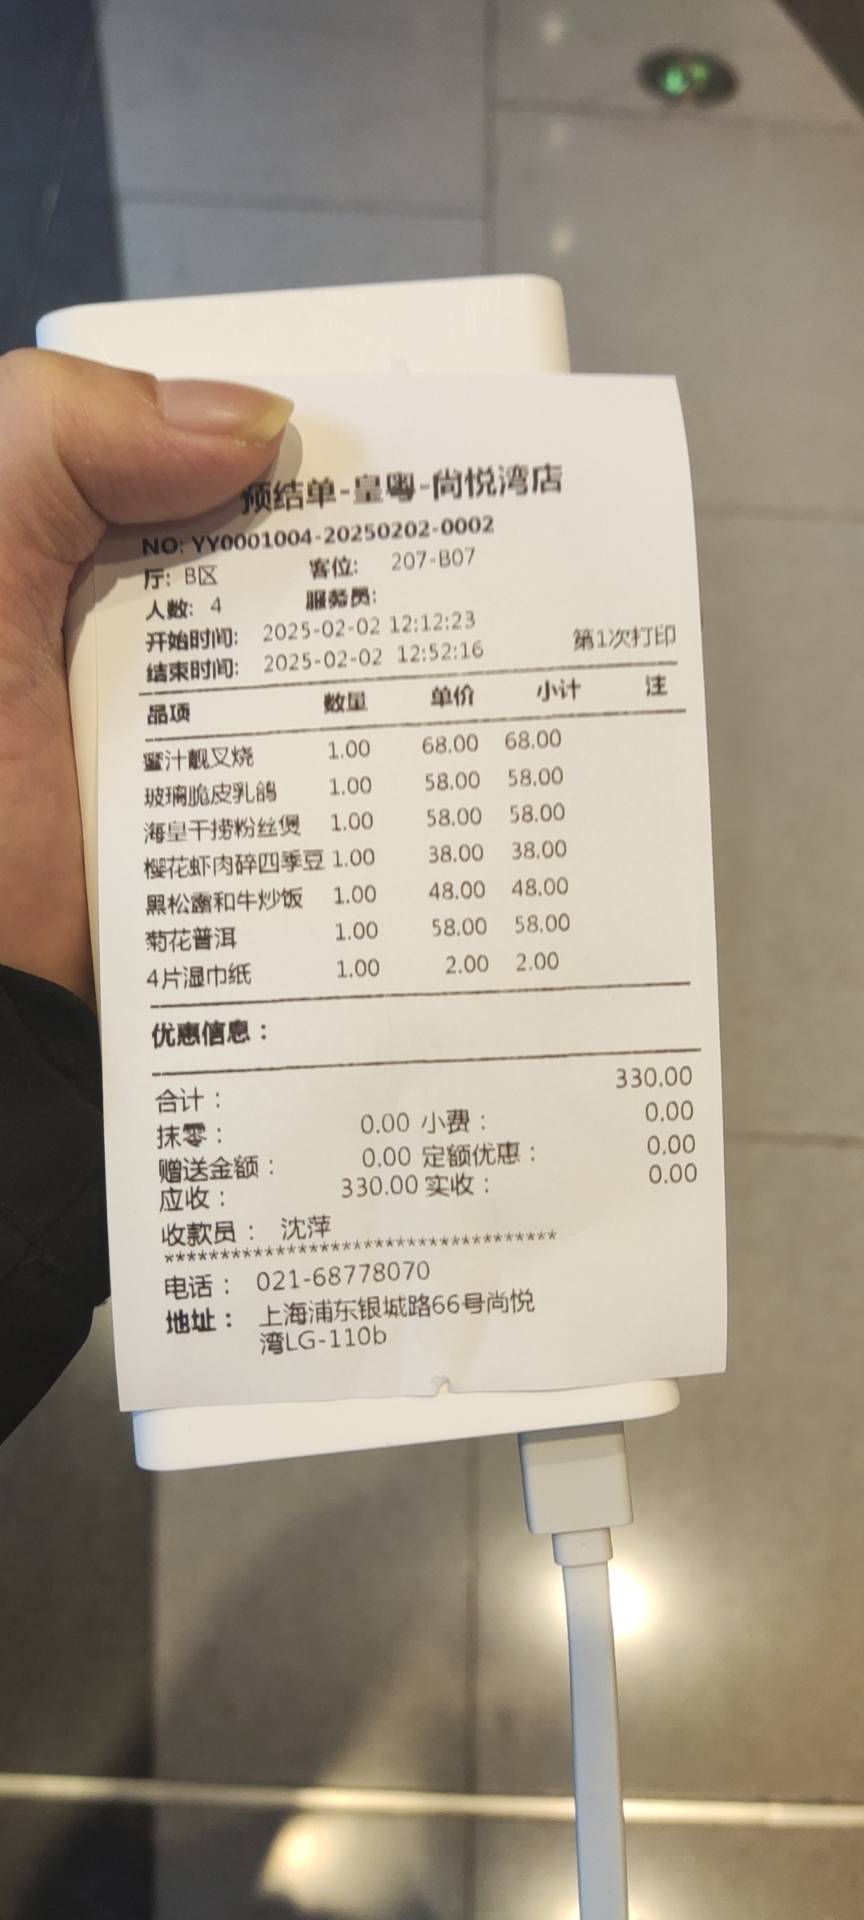 预结单-皇粤-尚悦湾店
NO: YY0001004-20250202-0002
厅: B区 客位: 207-B07
人数: 4 服务员:
开始时间: 2025-02-02 12:12:23
结束时间: 2025-02-02 12:52:16 第1次打印
品项 数量 单价 小计 注
蜜汁靓叉烧 1.00 68.00 68.00
玻璃脆皮乳鸽 1.00 58.00 58.00
海皇干捞粉丝煲 1.00 58.00 58.00
樱花虾肉碎四季豆 1.00 38.00 38.00
黑松露和牛炒饭 1.00 48.00 48.00
菊花普洱 1.00 58.00 58.00
4片湿巾纸 1.00 2.00 2.00
优惠信息：
合计： 330.00
抹零： 0.00 小费： 0.00
赠送金额： 0.00 定额优惠： 0.00
应收： 330.00 实收： 0.00
收款员： 沈萍
************************************
电话： 021-68778070
地址： 上海浦东银城路66号尚悦
湾LG-110b